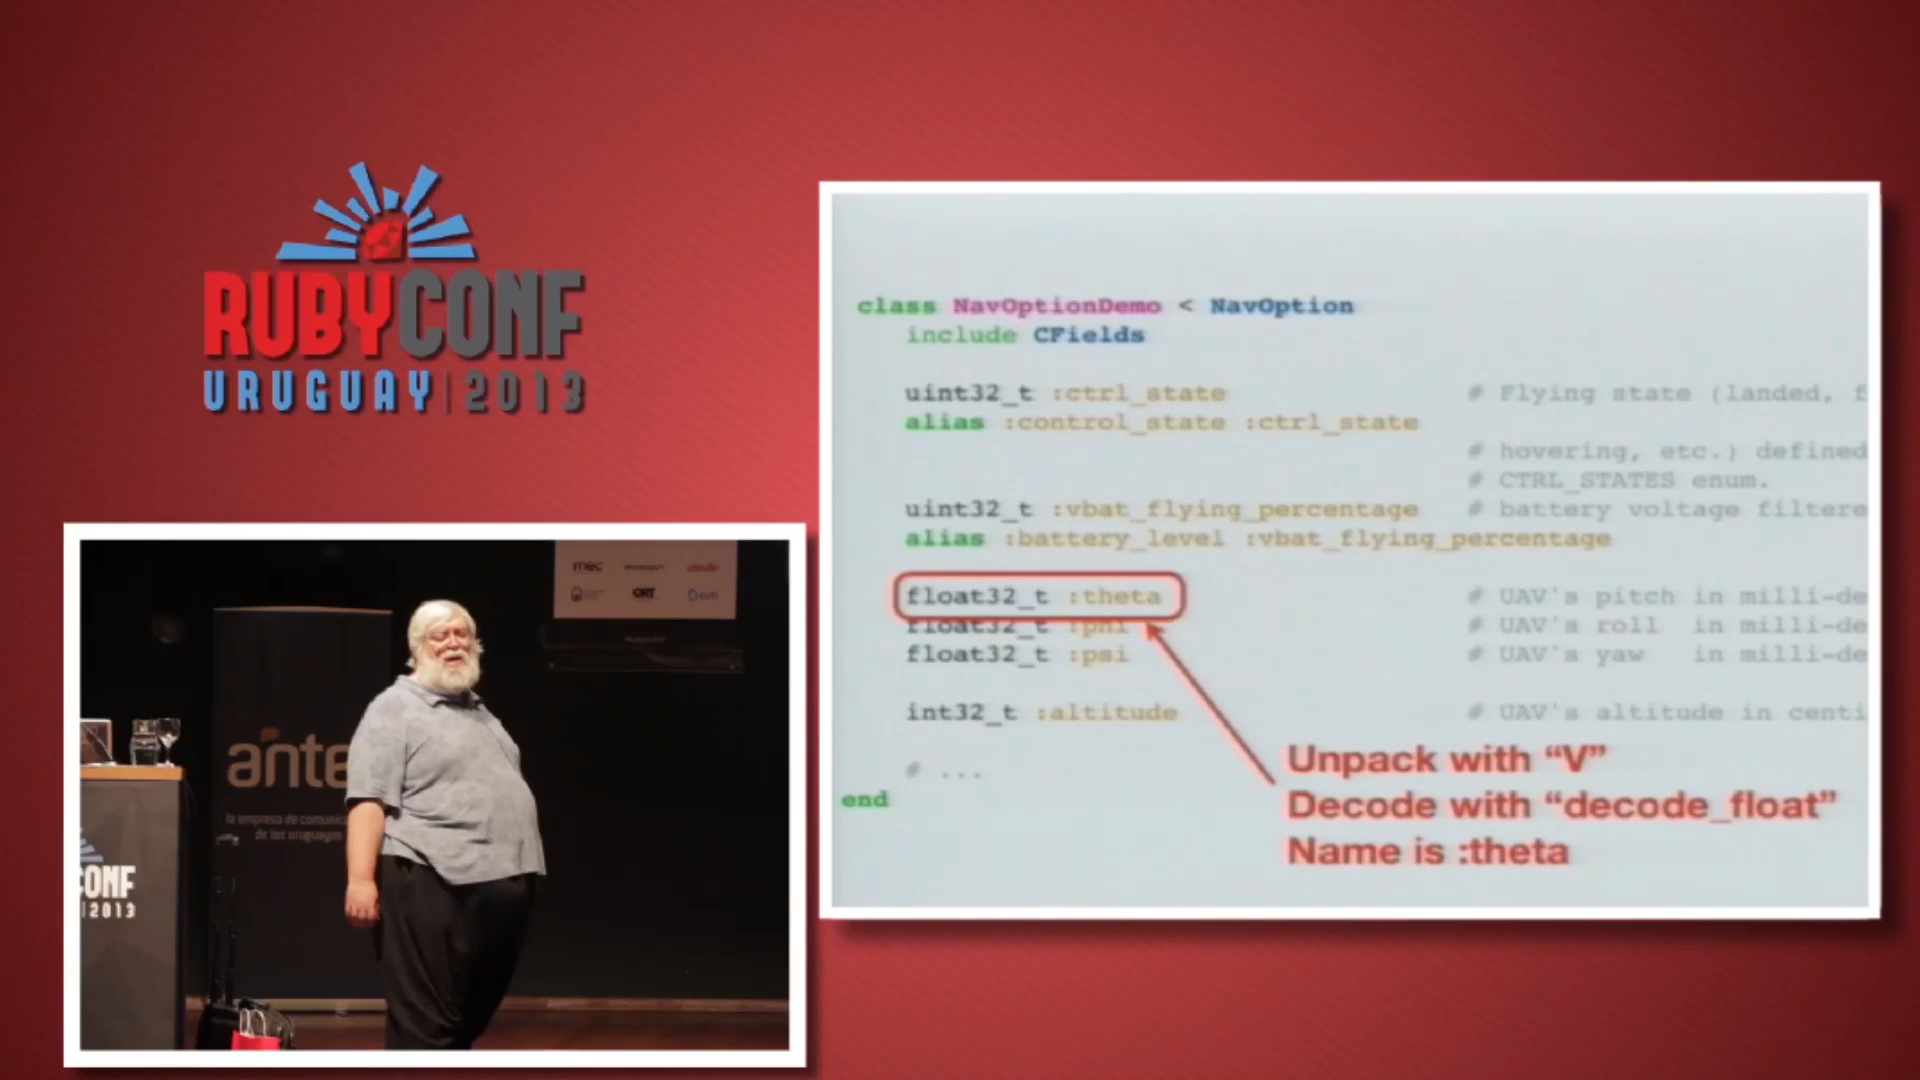 RUBYCONF
URUGUAY|2013
class NavOptionDemo < NavOption
include CFields
uint32_t :ctrl_state # Flying state (landed, f
alias :control_state :ctrl_state
# hovering, etc.) defined
# CTRL_STATES enum.
uint32_t :vbat_flying_percentage # battery voltage filtere
alias :battery_level :vbat_flying_percentage
float32_t :theta # UAV's pitch in milli-de
float32_t :phi # UAV's roll in milli-de
float32_t :psi # UAV's yaw in milli-de
int32_t :altitude # UAV's altitude in centi
# ...
end
Unpack with “V”
Decode with “decode_float”
Name is :theta
mec
ORT
ante
la empresa de comunica
de los uruguayos
CONF
|2013